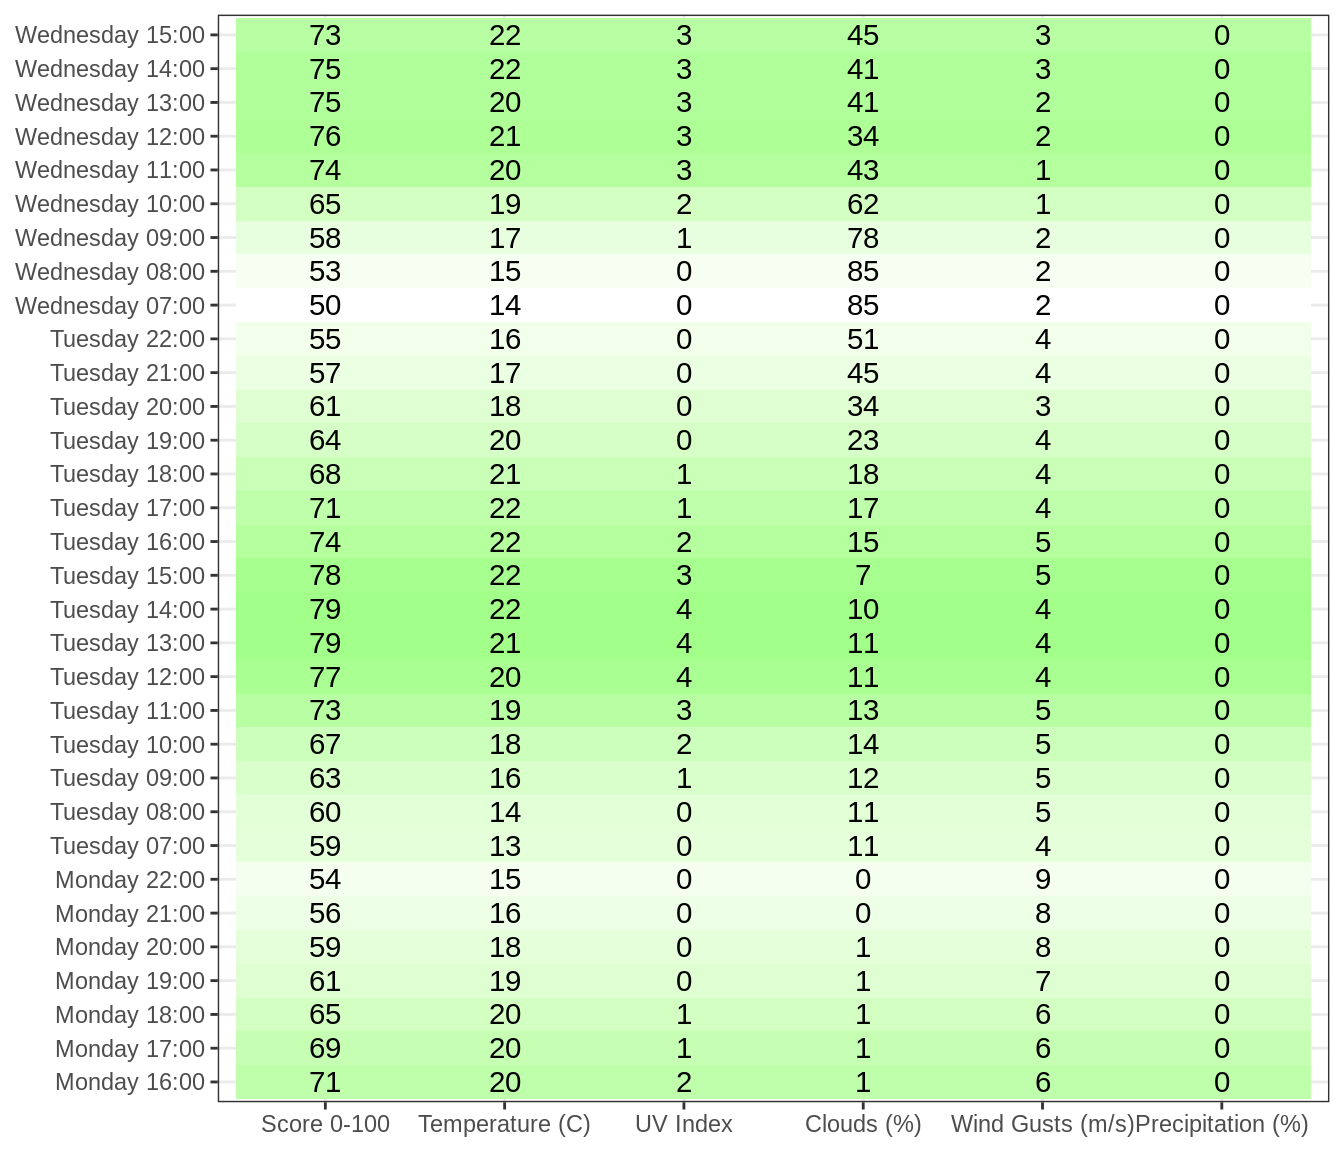 Wednesday 15:00 73 22 3 45 3 0
Wednesday 14:00 75 22 3 41 3 0
Wednesday 13:00 75 20 3 41 2 0
Wednesday 12:00 76 21 3 34 2 0
Wednesday 11:00 74 20 3 43 1 0
Wednesday 10:00 65 19 2 62 1 0
Wednesday 09:00 58 17 1 78 2 0
Wednesday 08:00 53 15 0 85 2 0
Wednesday 07:00 50 14 0 85 2 0
Tuesday 22:00 55 16 0 51 4 0
Tuesday 21:00 57 17 0 45 4 0
Tuesday 20:00 61 18 0 34 3 0
Tuesday 19:00 64 20 0 23 4 0
Tuesday 18:00 68 21 1 18 4 0
Tuesday 17:00 71 22 1 17 4 0
Tuesday 16:00 74 22 2 15 5 0
Tuesday 15:00 78 22 3 7 5 0
Tuesday 14:00 79 22 4 10 4 0
Tuesday 13:00 79 21 4 11 4 0
Tuesday 12:00 77 20 4 11 4 0
Tuesday 11:00 73 19 3 13 5 0
Tuesday 10:00 67 18 2 14 5 0
Tuesday 09:00 63 16 1 12 5 0
Tuesday 08:00 60 14 0 11 5 0
Tuesday 07:00 59 13 0 11 4 0
Monday 22:00 54 15 0 0 9 0
Monday 21:00 56 16 0 0 8 0
Monday 20:00 59 18 0 1 8 0
Monday 19:00 61 19 0 1 7 0
Monday 18:00 65 20 1 1 6 0
Monday 17:00 69 20 1 1 6 0
Monday 16:00 71 20 2 1 6 0
Score 0-100 Temperature (C) UV Index Clouds (%) Wind Gusts (m/s) Precipitation (%)